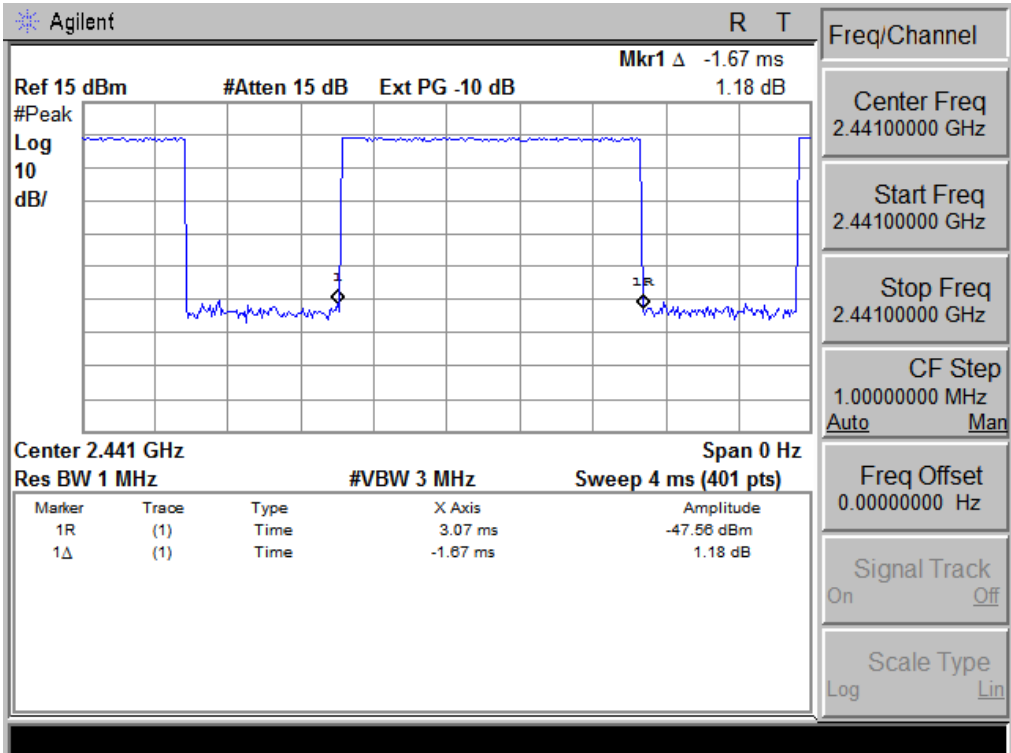 Agilent R T
Mkr1 Δ -1.67 ms
Ref 15 dBm #Atten 15 dB Ext PG -10 dB 1.18 dB
#Peak
Log
10
dB/
1
1R
Center 2.441 GHz Span 0 Hz
Res BW 1 MHz #VBW 3 MHz Sweep 4 ms (401 pts)
Marker Trace Type X Axis Amplitude
1R (1) Time 3.07 ms -47.56 dBm
1Δ (1) Time -1.67 ms 1.18 dB
Freq/Channel
Center Freq
2.44100000 GHz
Start Freq
2.44100000 GHz
Stop Freq
2.44100000 GHz
CF Step
1.00000000 MHz
Auto Man
Freq Offset
0.00000000 Hz
Signal Track
On Off
Scale Type
Log Lin